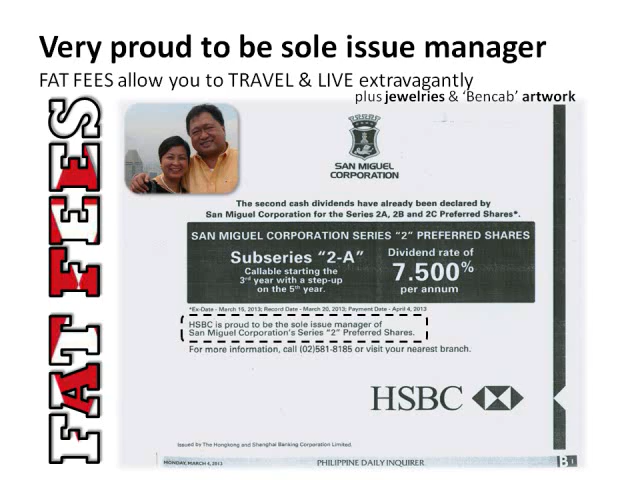 Very proud to be sole issue manager
FAT FEES allow you to TRAVEL & LIVE extravagantly
plus jewelries & 'Bencab' artwork
FAT FEES
SAN MIGUEL
CORPORATION
The second cash dividends have already been declared by
San Miguel Corporation for the Series 2A, 2B and 2C Preferred Shares*.
SAN MIGUEL CORPORATION SERIES "2" PREFERRED SHARES
Subseries "2-A"
Callable starting the
3rd year with a step-up
on the 5th year.
Dividend rate of
7.500%
per annum
*Ex-Date - March 15, 2013; Record Date - March 20, 2013; Payment Date - April 4, 2013
HSBC is proud to be the sole issue manager of
San Miguel Corporation's Series "2" Preferred Shares.
For more information, call (02)581-8185 or visit your nearest branch.
HSBC
Issued by The Hongkong and Shanghai Banking Corporation Limited.
MONDAY, MARCH 4, 2013
PHILIPPINE DAILY INQUIRER
B